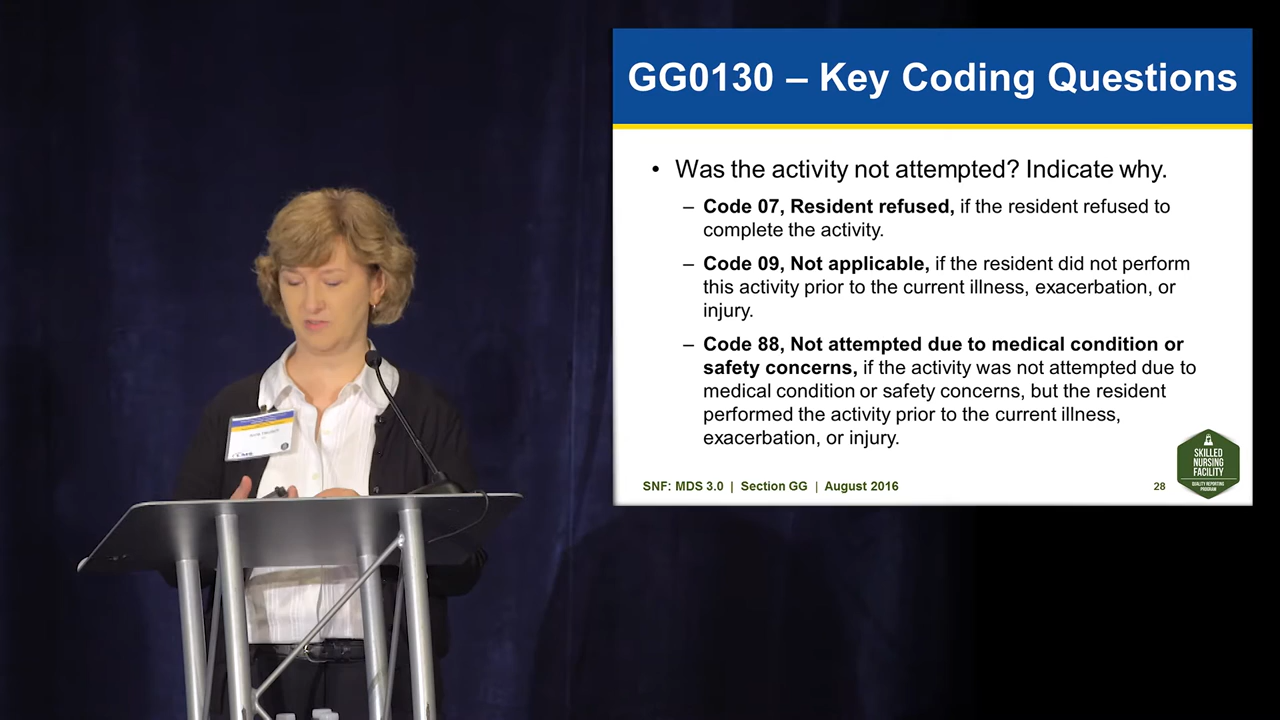 GG0130 – Key Coding Questions
• Was the activity not attempted? Indicate why.
– Code 07, Resident refused, if the resident refused to
complete the activity.
– Code 09, Not applicable, if the resident did not perform
this activity prior to the current illness, exacerbation, or
injury.
– Code 88, Not attempted due to medical condition or
safety concerns, if the activity was not attempted due to
medical condition or safety concerns, but the resident
performed the activity prior to the current illness,
exacerbation, or injury.
SNF: MDS 3.0 | Section GG | August 2016
28
SKILLED
NURSING
FACILITY
QUALITY REPORTING
PROGRAM